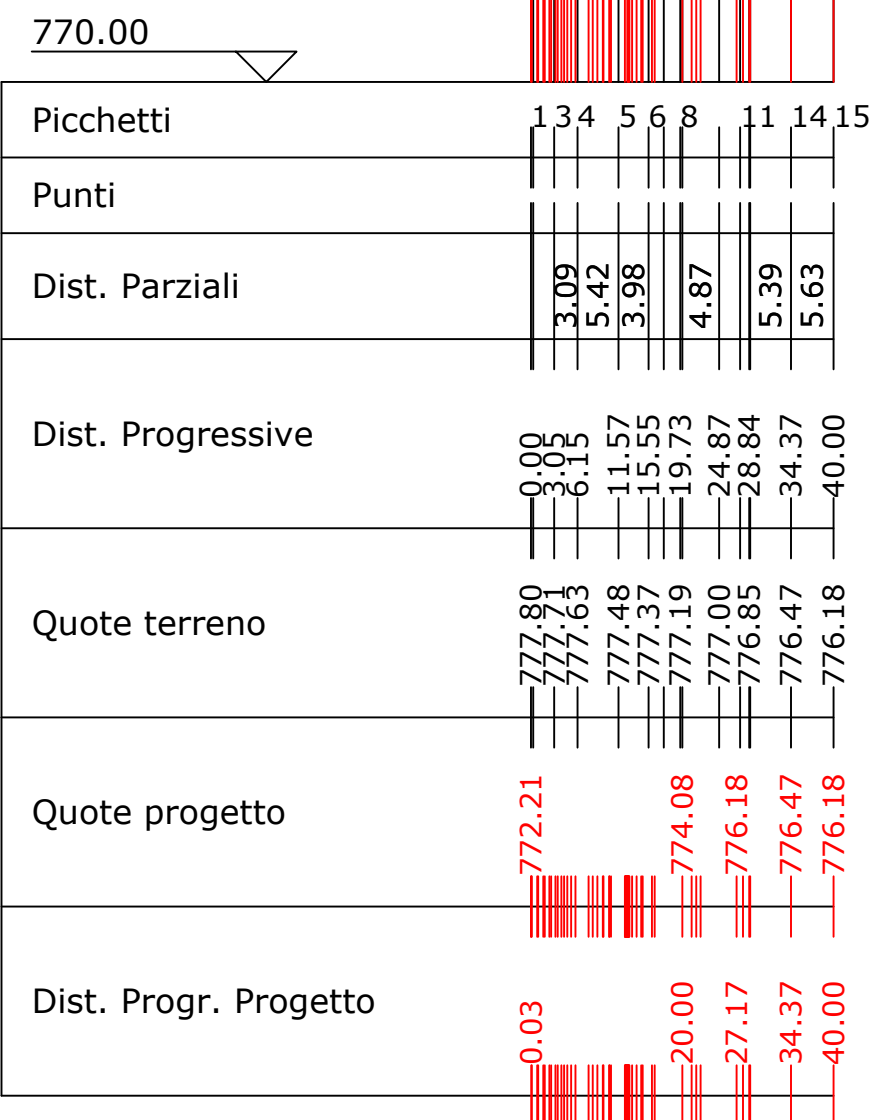 770.00
Picchetti 1 3 4 5 6 8 11 14 15
Punti
Dist. Parziali 3.09 5.42 3.98 4.87 5.39 5.63
Dist. Progressive 0.00 3.05 6.15 11.57 15.55 19.73 24.87 28.84 34.37 40.00
Quote terreno 777.80 777.71 777.63 777.48 777.37 777.19 777.00 776.85 776.47 776.18
Quote progetto 772.21 774.08 776.18 776.47 776.18
Dist. Progr. Progetto 0.03 20.00 27.17 34.37 40.00